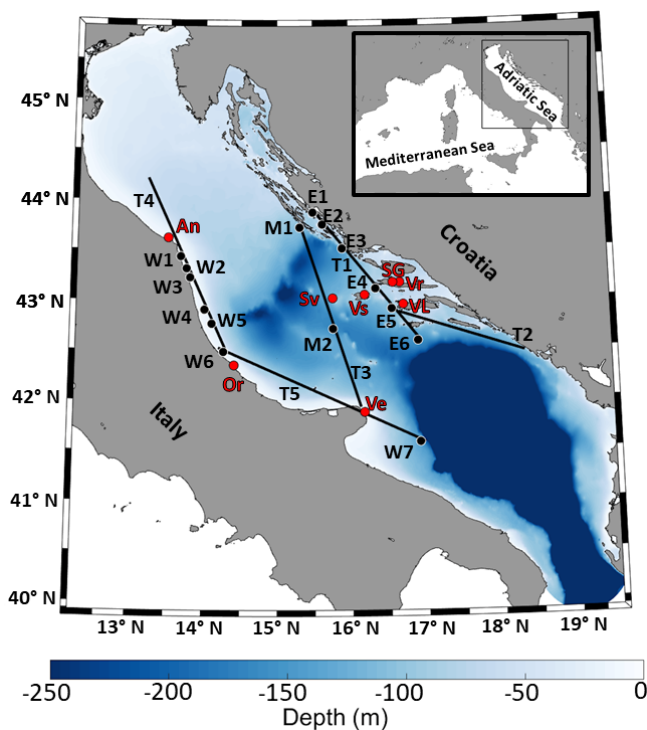 Adriatic Sea
Mediterranean Sea
45° N
44° N
43° N
42° N
41° N
40° N
T4
An
W1
W2
W3
W4
W5
W6
Or
Italy
M1
E1
E2
E3
T1
E4
SG
Vr
Sv
Vs
VL
E5
E6
M2
T2
T3
T5
Ve
W7
Croatia
13° N
14° N
15° N
16° N
17° N
18° N
19° N
-250
-200
-150
-100
-50
0
Depth (m)